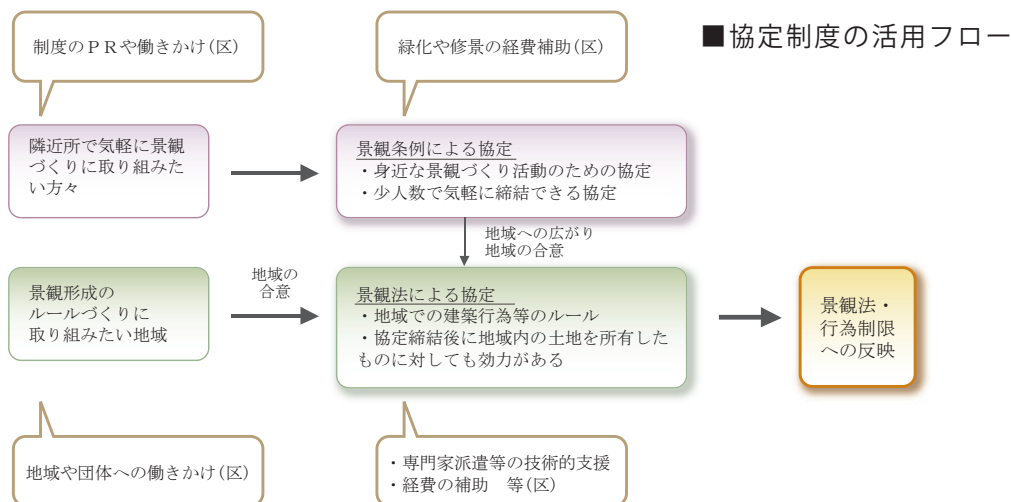 ■協定制度の活用フロー
制度のＰＲや働きかけ(区)
緑化や修景の経費補助(区)
隣近所で気軽に景観
づくりに取り組みた
い方々
景観条例による協定
・身近な景観づくり活動のための協定
・少人数で気軽に締結できる協定
地域への広がり
地域の合意
景観形成の
ルールづくりに
取り組みたい地域
地域の
合意
景観法による協定
・地域での建築行為等のルール
・協定締結後に地域内の土地を所有した
ものに対しても効力がある
景観法・
行為制限
への反映
地域や団体への働きかけ(区)
・専門家派遣等の技術的支援
・経費の補助　等(区)